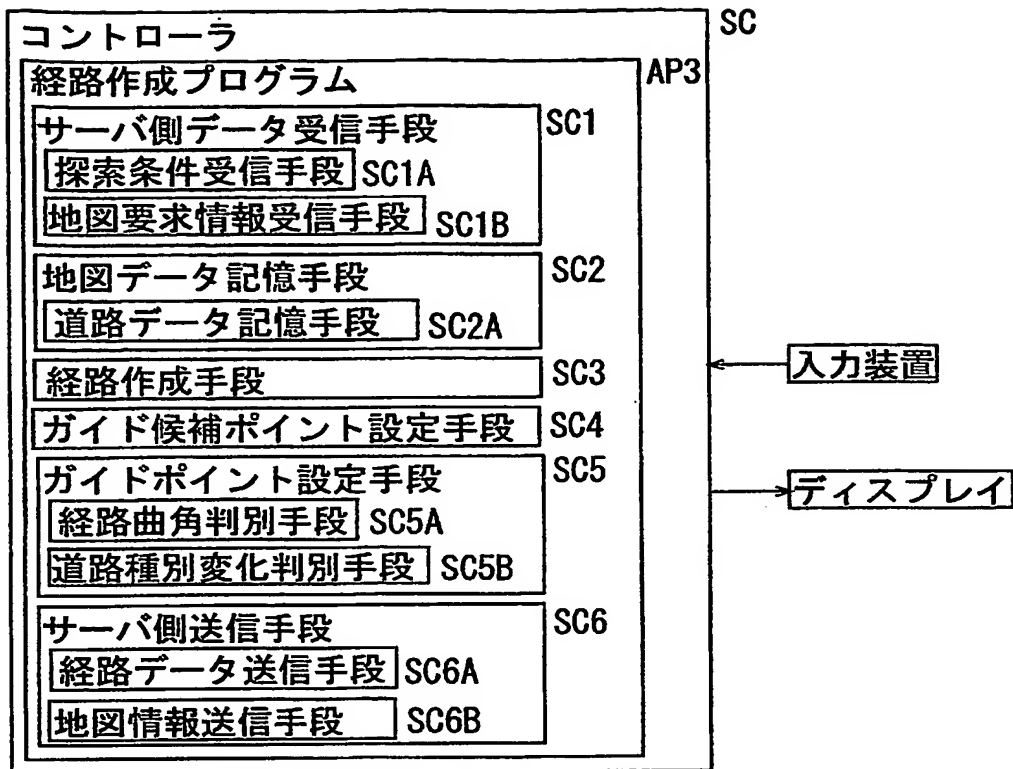 コントローラ SC
経路作成プログラム AP3
サーバ側データ受信手段 SC1
探索条件受信手段 SC1A
地図要求情報受信手段 SC1B
地図データ記憶手段 SC2
道路データ記憶手段 SC2A
経路作成手段 SC3
ガイド候補ポイント設定手段 SC4
ガイドポイント設定手段 SC5
経路曲角判別手段 SC5A
道路種別変化判別手段 SC5B
サーバ側送信手段 SC6
経路データ送信手段 SC6A
地図情報送信手段 SC6B
入力装置
ディスプレイ